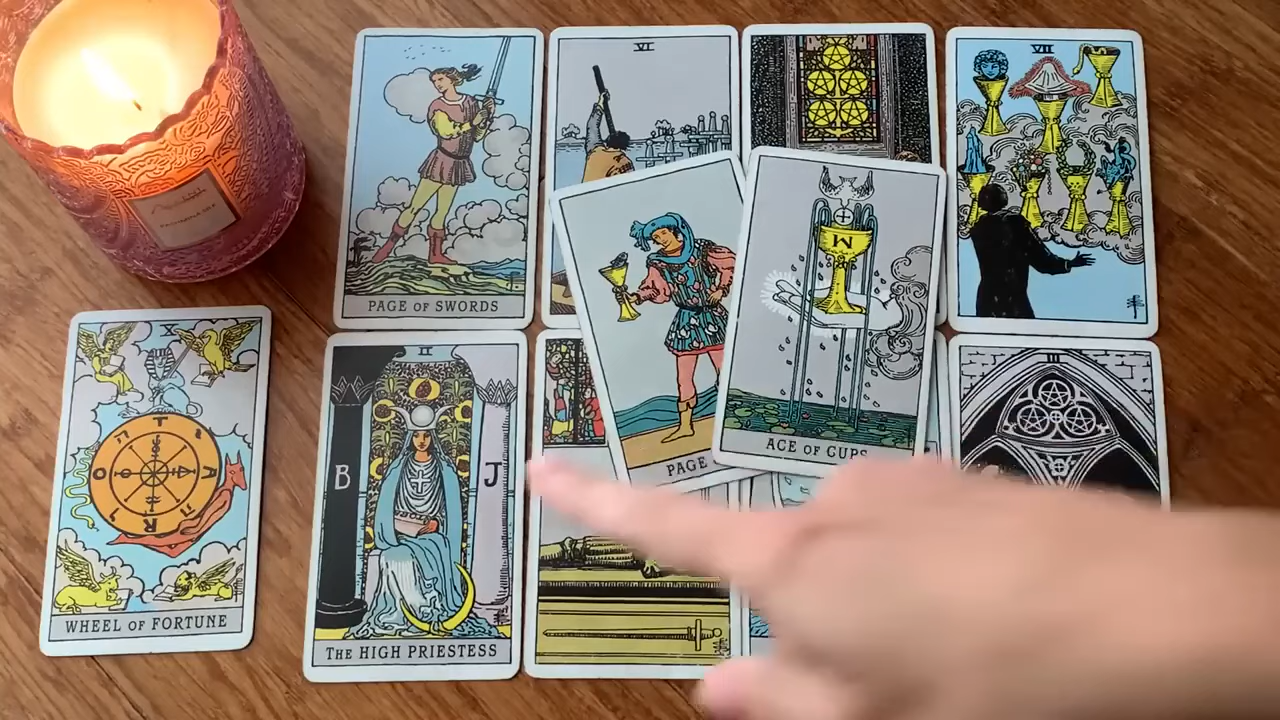 VI
VII
PAGE OF SWORDS
X
II
III
B
J
PAGE
ACE OF CUPS
WHEEL OF FORTUNE
THE HIGH PRIESTESS